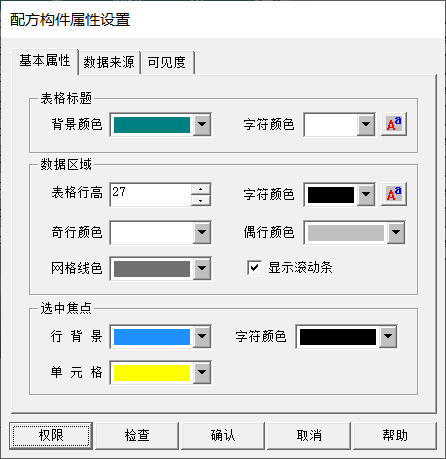 配方构件属性设置
基本属性 数据来源 可见度
表格标题
背景颜色 字符颜色 Aa
数据区域
表格行高 27 字符颜色 Aa
奇行颜色 偶行颜色
网格线色 显示滚动条
选中焦点
行 背 景 字符颜色
单 元 格
权限 检查 确认 取消 帮助